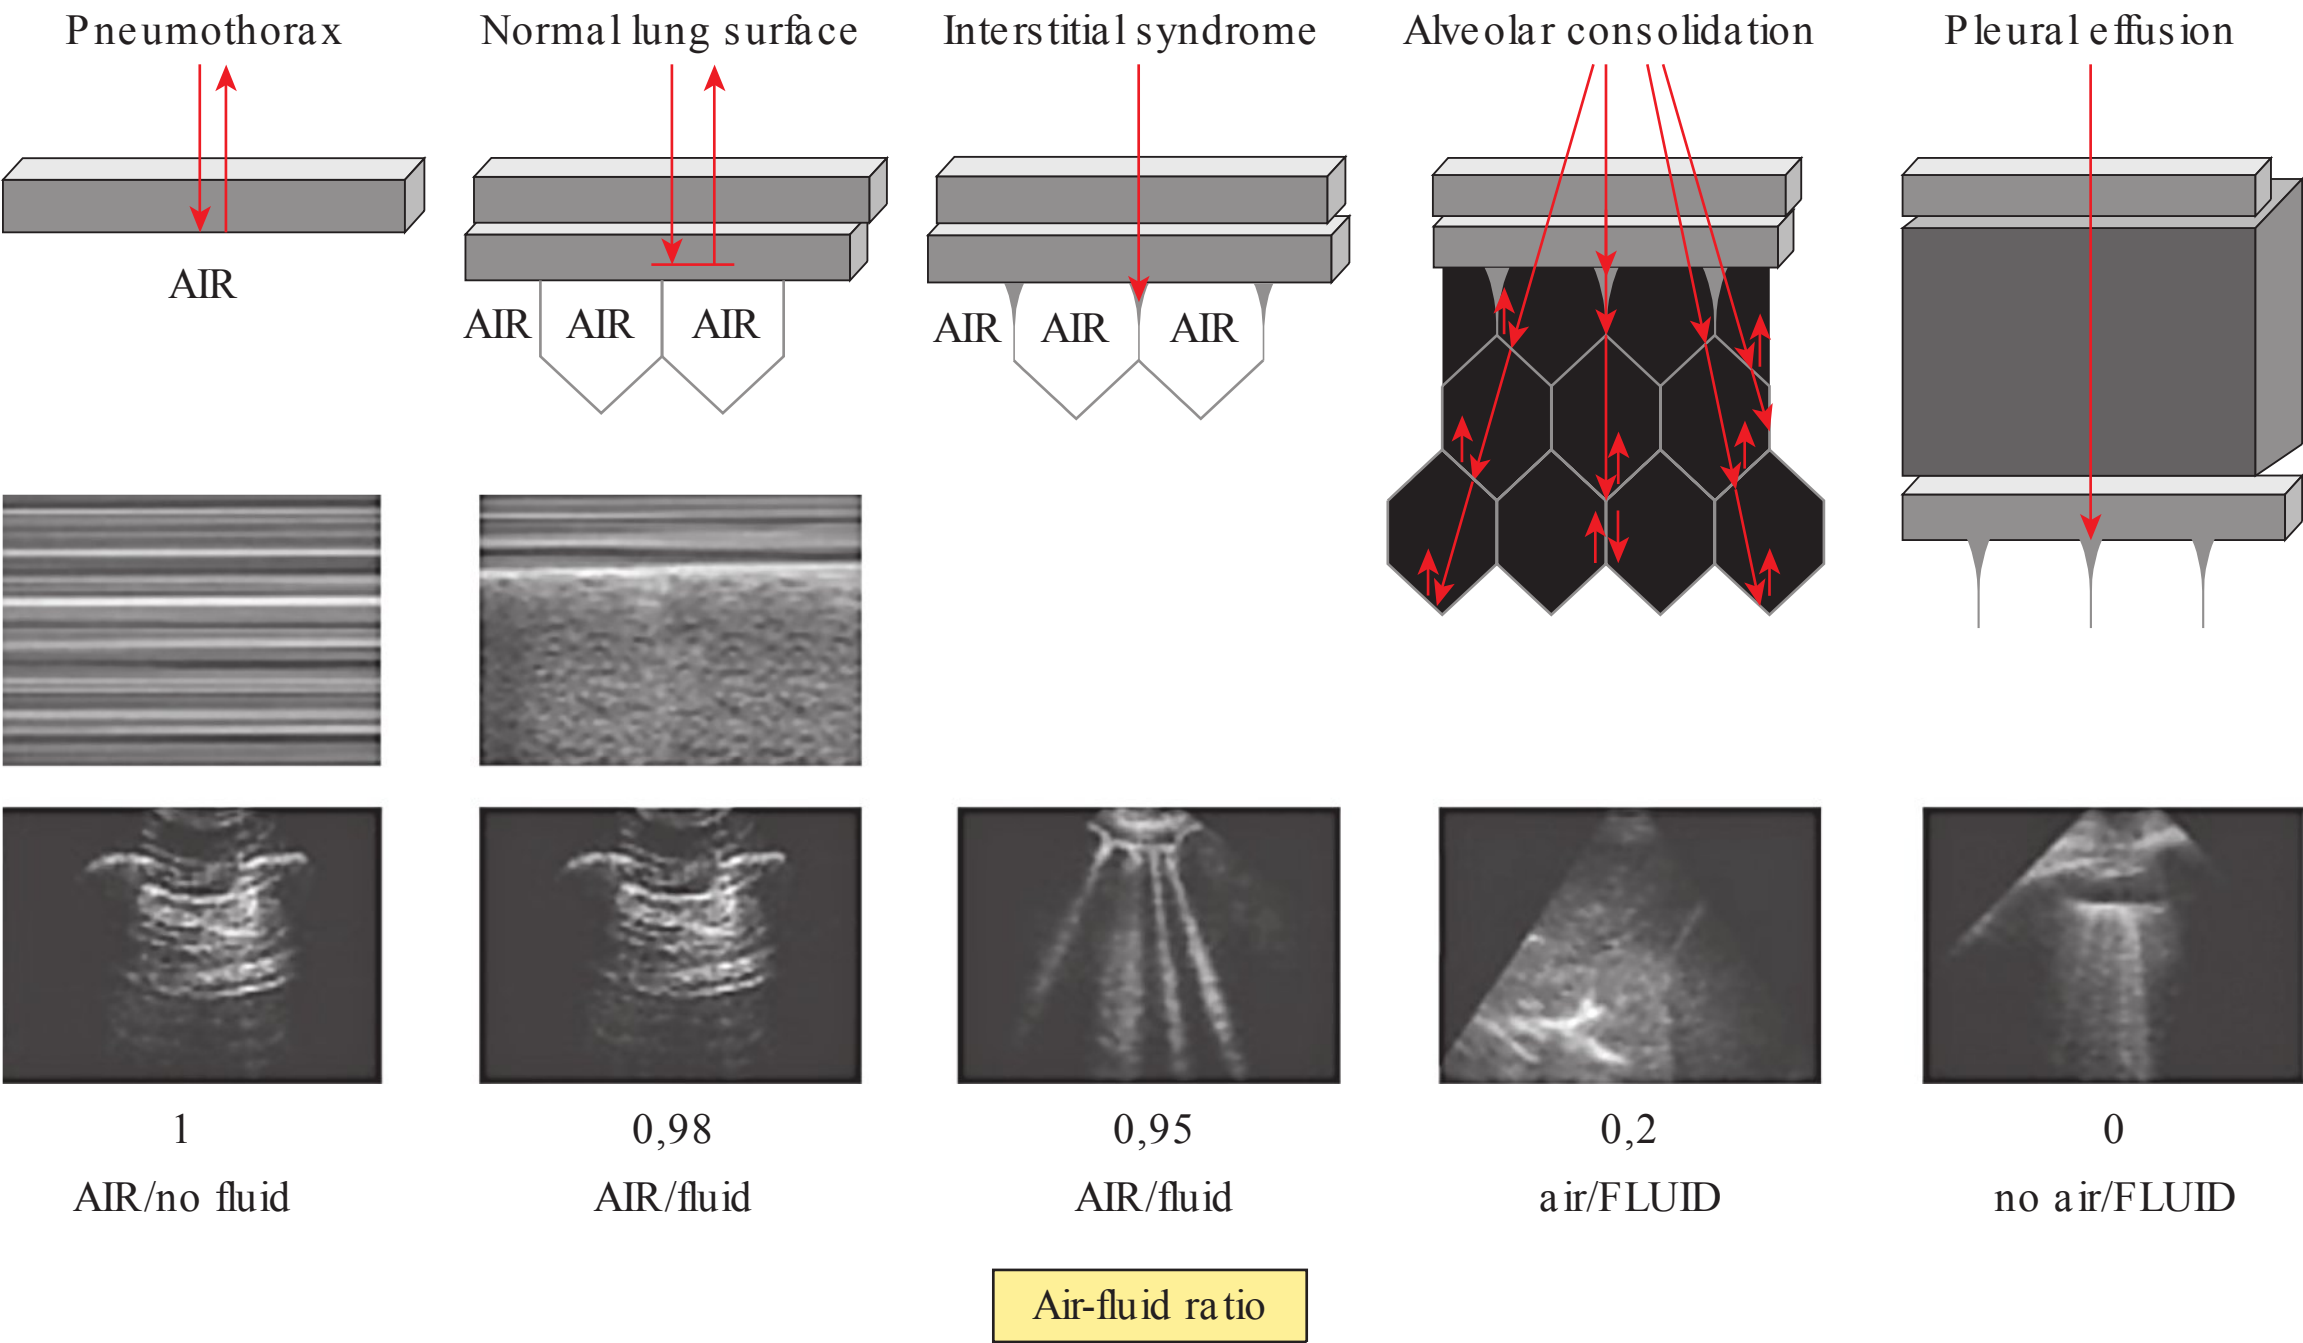 Pneumothorax
Normal lung surface
Interstitial syndrome
Alveolar consolidation
Pleural effusion
AIR
AIR
AIR
AIR
AIR
AIR
AIR
1
0,98
0,95
0,2
0
AIR/no fluid
AIR/fluid
AIR/fluid
air/FLUID
no air/FLUID
Air-fluid ratio